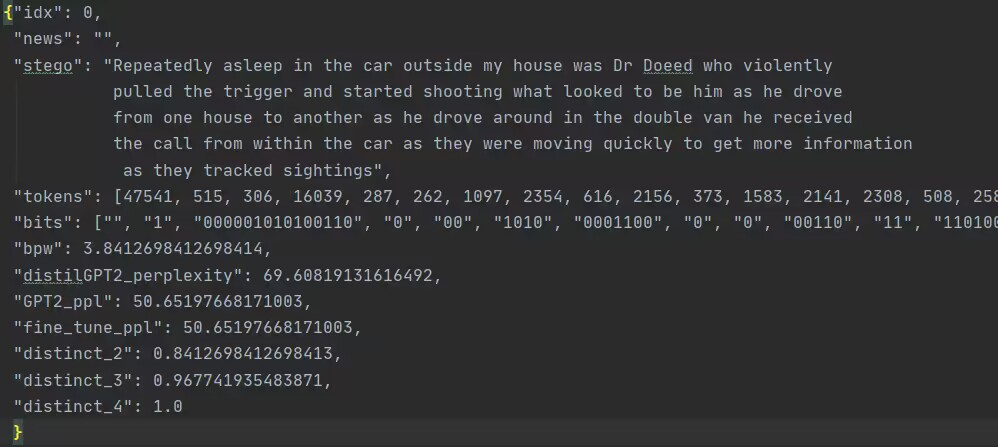 {"idx": 0,
"news": "",
"stego": "Repeatedly asleep in the car outside my house was Dr Doeed who violently
pulled the trigger and started shooting what looked to be him as he drove
from one house to another as he drove around in the double van he received
the call from within the car as they were moving quickly to get more information
as they tracked sightings",
"tokens": [47541, 515, 306, 16039, 287, 262, 1097, 2354, 616, 2156, 373, 1583, 2141, 2308, 508, 258
"bits": ["", "1", "000001010100110", "0", "00", "1010", "0001100", "0", "0", "00110", "11", "110100
"bpw": 3.8412698412698414,
"distilGPT2_perplexity": 69.60819131616492,
"GPT2_ppl": 50.65197668171003,
"fine_tune_ppl": 50.65197668171003,
"distinct_2": 0.8412698412698413,
"distinct_3": 0.967741935483871,
"distinct_4": 1.0
}